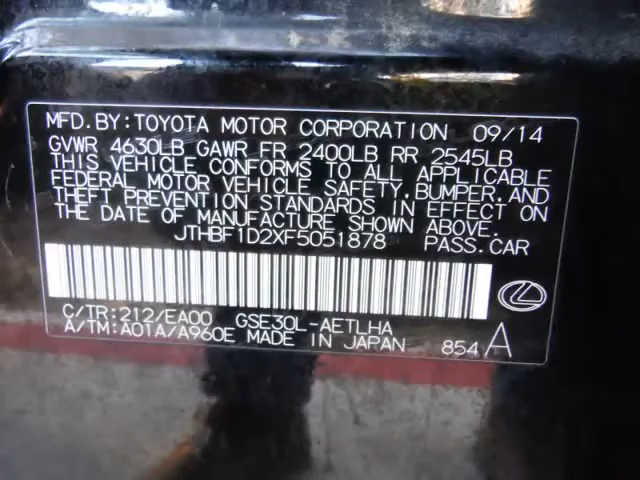 MFD. BY: TOYOTA MOTOR CORPORATION 09/14
GVWR 4630LB GAWR FR 2400LB RR 2545LB
THIS VEHICLE CONFORMS TO ALL APPLICABLE
FEDERAL MOTOR VEHICLE SAFETY, BUMPER, AND
THEFT PREVENTION STANDARDS IN EFFECT ON
THE DATE OF MANUFACTURE SHOWN ABOVE.
JTHBF1D2XF5051878 PASS. CAR
C/TR: 212/EA00 GSE30L-AETLHA
A/TM: A01A/A960E MADE IN JAPAN 854 A